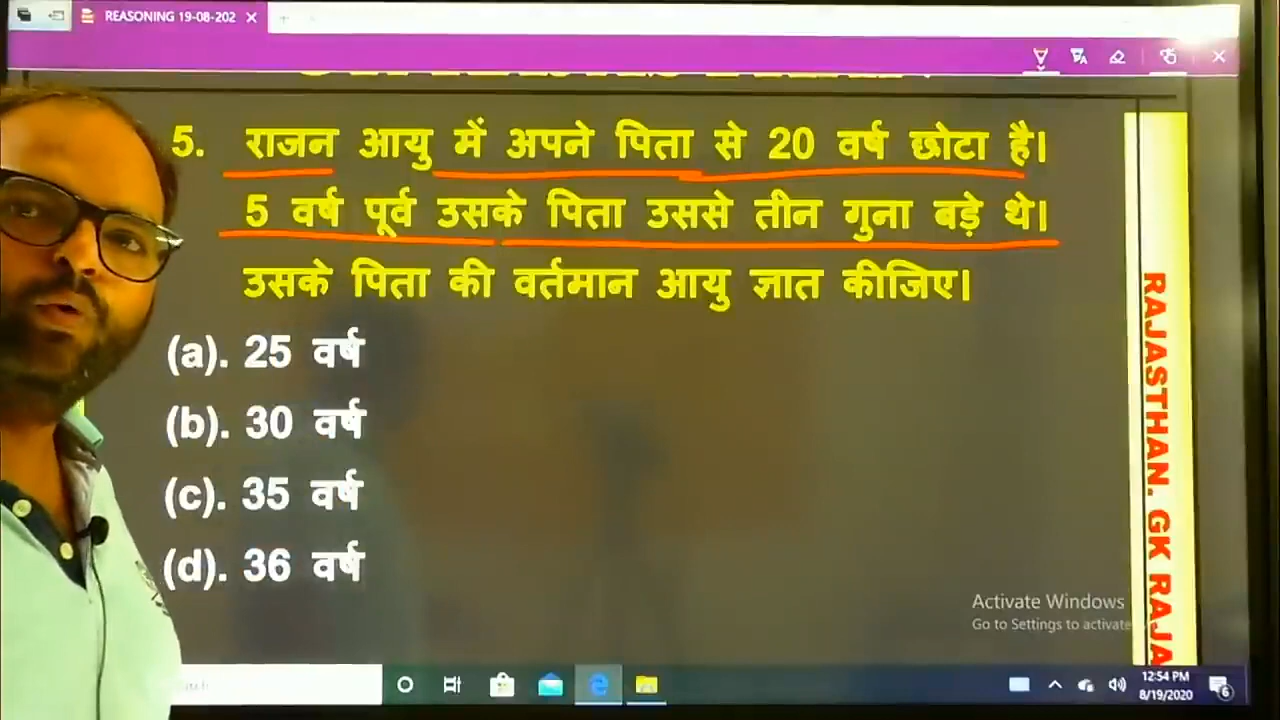 REASONING 19-08-202
5. राजन आयु में अपने पिता से 20 वर्ष छोटा है।
5 वर्ष पूर्व उसके पिता उससे तीन गुना बड़े थे।
उसके पिता की वर्तमान आयु ज्ञात कीजिए।
(a). 25 वर्ष
(b). 30 वर्ष
(c). 35 वर्ष
(d). 36 वर्ष
RAJASTHAN. GK RAJA
Activate Windows
Go to Settings to activate
12:54 PM
8/19/2020
6